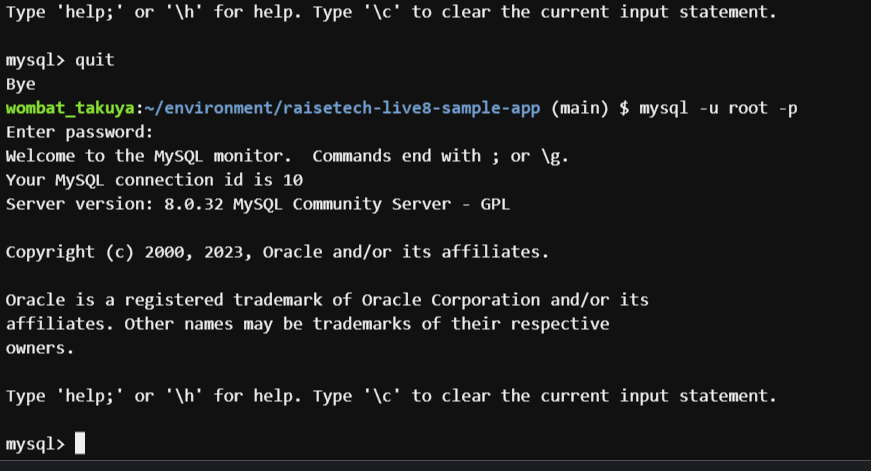 Type 'help;' or '\h' for help. Type '\c' to clear the current input statement.
mysql> quit
Bye
wombat_takuya:~/environment/raisetech-live8-sample-app (main) $ mysql -u root -p
Enter password:
Welcome to the MySQL monitor.  Commands end with ; or \g.
Your MySQL connection id is 10
Server version: 8.0.32 MySQL Community Server - GPL
Copyright (c) 2000, 2023, Oracle and/or its affiliates.
Oracle is a registered trademark of Oracle Corporation and/or its
affiliates. Other names may be trademarks of their respective
owners.
Type 'help;' or '\h' for help. Type '\c' to clear the current input statement.
mysql>